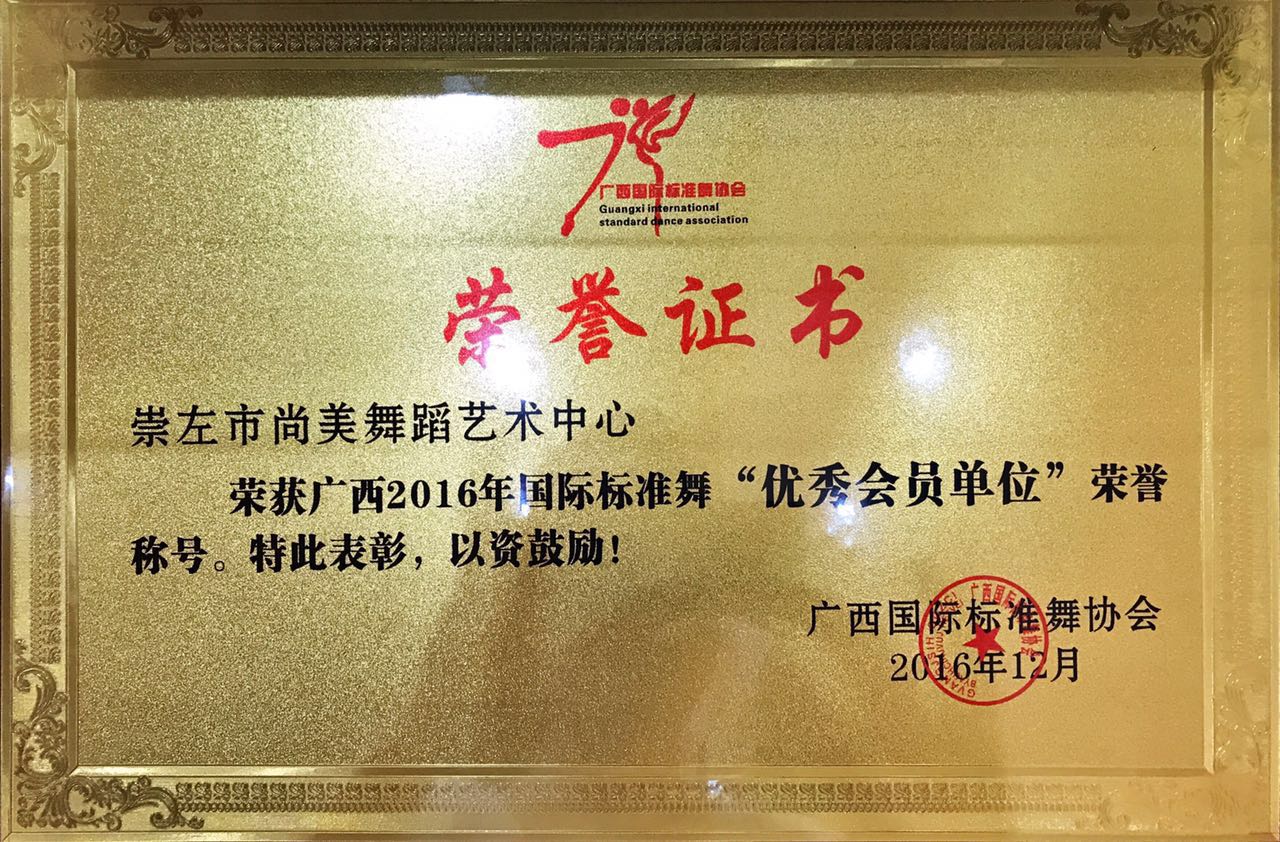 广西国际标准舞协会
Guangxi international
standard dance association
荣誉证书
崇左市尚美舞蹈艺术中心
荣获广西2016年国际标准舞“优秀会员单位”荣誉
称号。特此表彰，以资鼓励！
广西国际标准舞协会
2016年12月